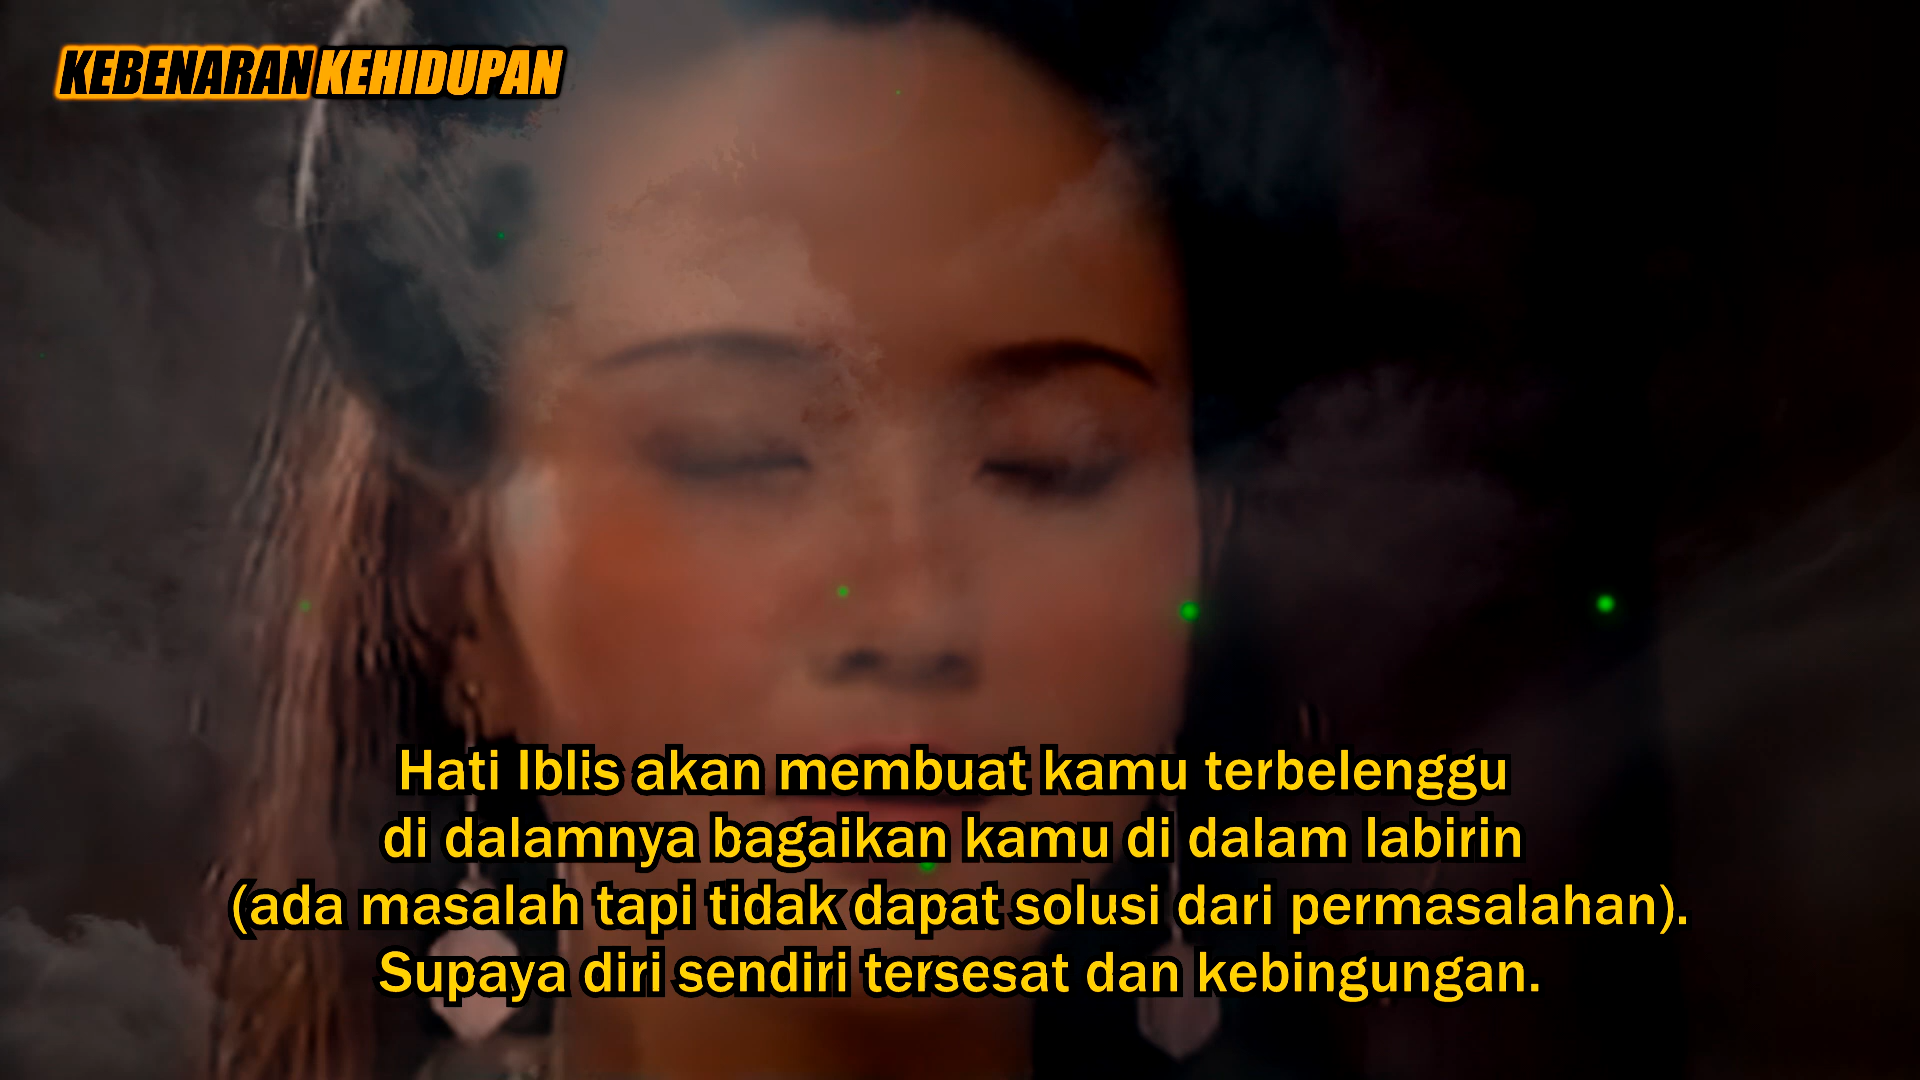 KEBENARAN KEHIDUPAN
Hati Iblis akan membuat kamu terbelenggu
di dalamnya bagaikan kamu di dalam labirin
(ada masalah tapi tidak dapat solusi dari permasalahan).
Supaya diri sendiri tersesat dan kebingungan.